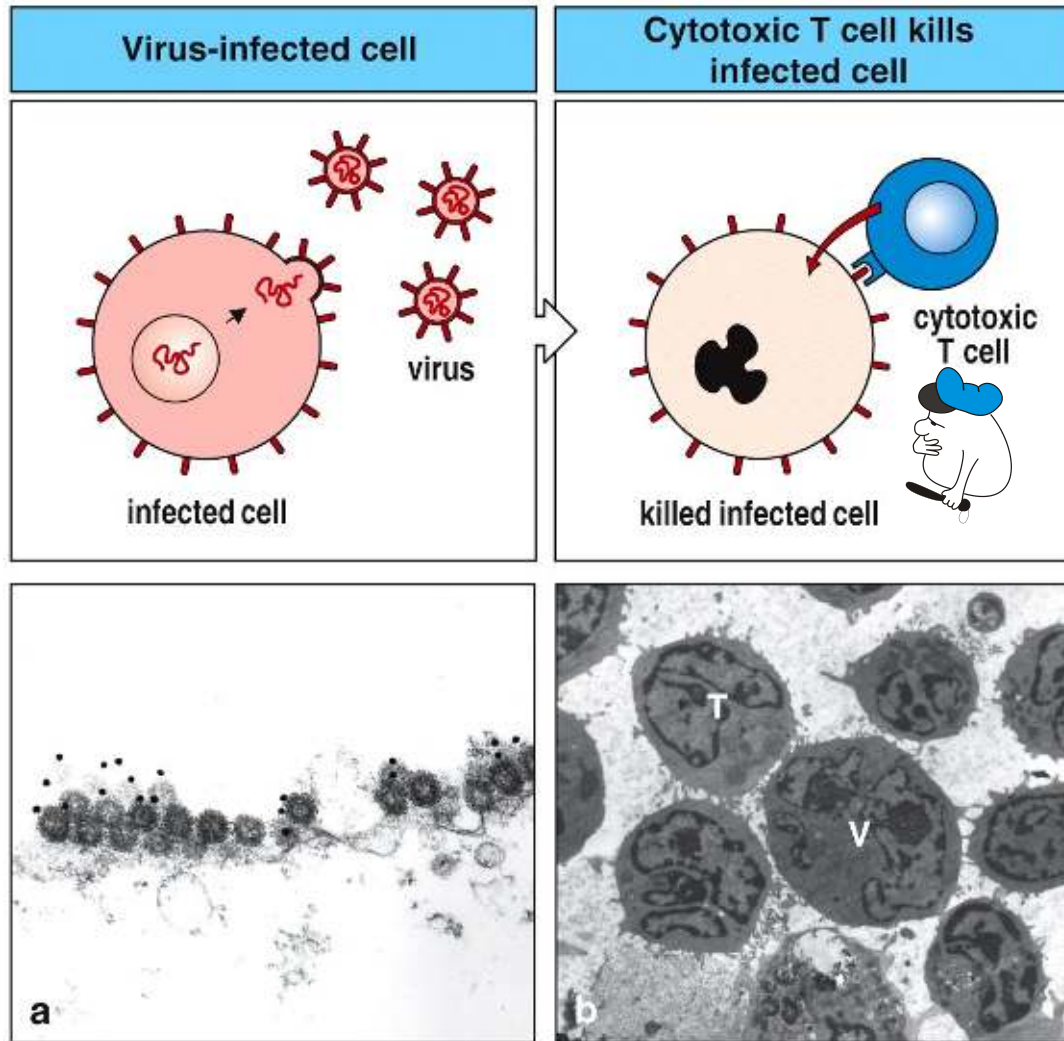 Virus-infected cell
Cytotoxic T cell kills
infected cell
virus
infected cell
cytotoxic
T cell
killed infected cell
a
T
V
b